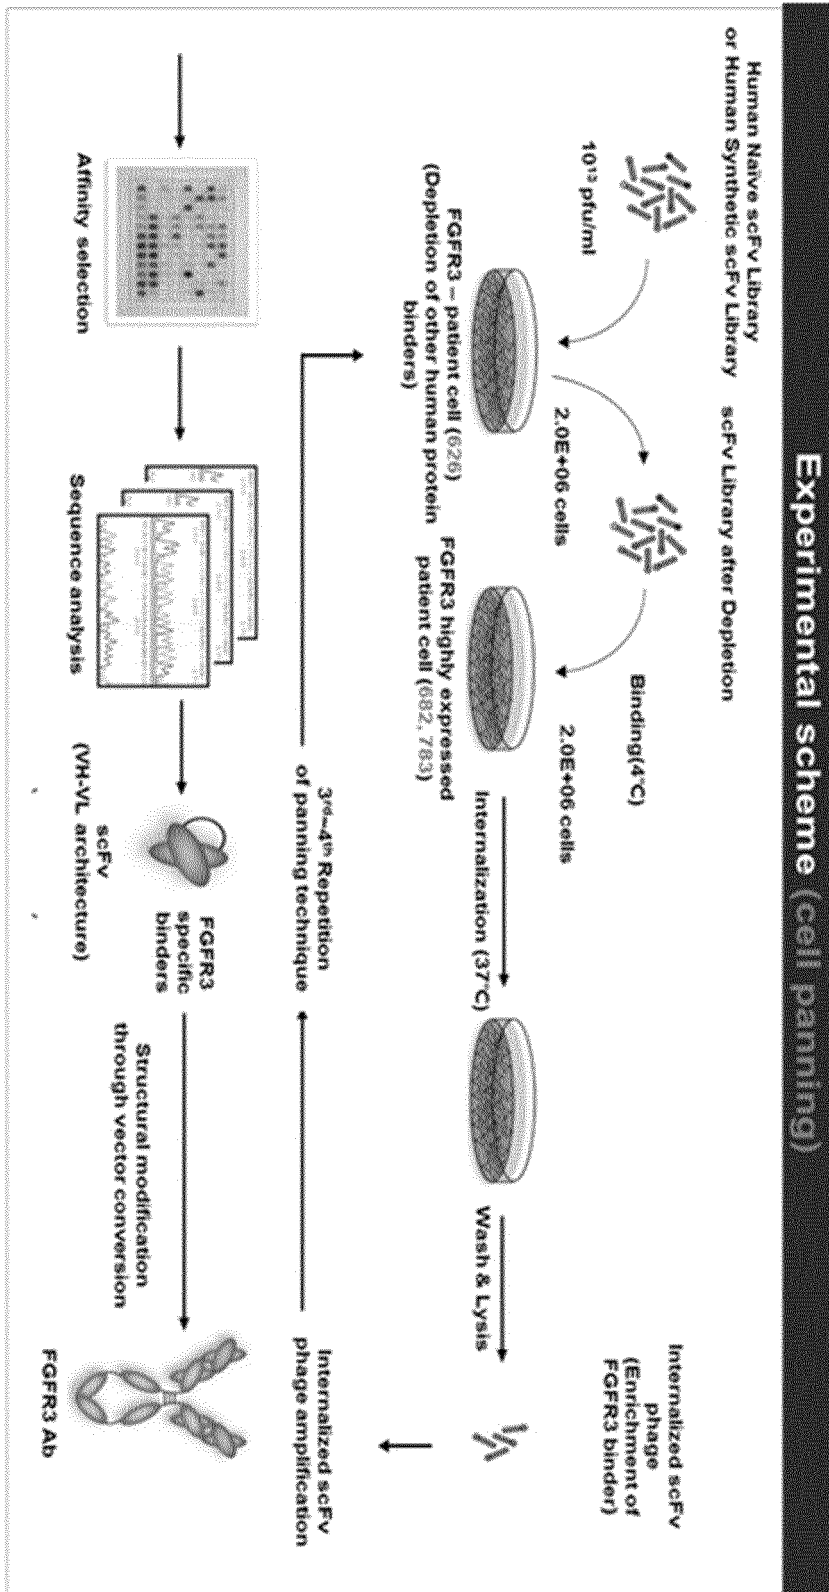 Experimental scheme (cell panning)
Human Naïve scFv Library
or Human Synthetic scFv Library
scFv Library after Depletion
10¹³ pfu/ml
2.0E+06 cells
Binding(4°C)
2.0E+06 cells
FGFR3 – patient cell (626)
(Depletion of other human protein
binders)
FGFR3 highly expressed
patient cell (682, 783)
Internalization (37°C)
Wash & Lysis
Internalized scFv
phage
(Enrichment of
FGFR3 binder)
Internalized scFv
phage amplification
3rd~4th Repetition
of panning technique
Affinity selection
Sequence analysis
scFv
(VH-VL architecture)
FGFR3
specific
binders
Structural modification
through vector conversion
FGFR3 Ab